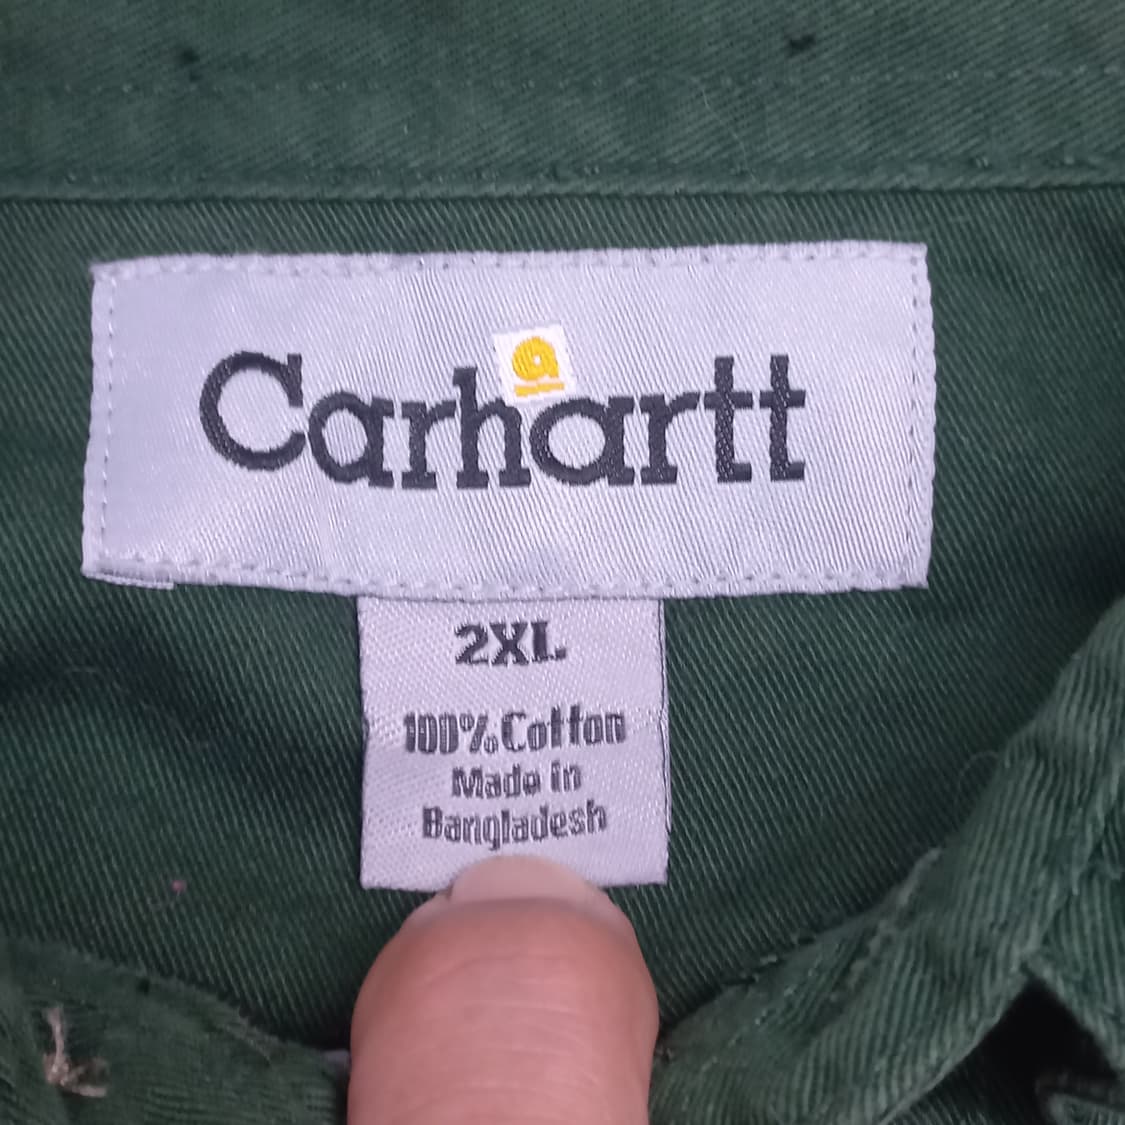 Carhartt
2XL
100% Cotton
Made in
Bangladesh